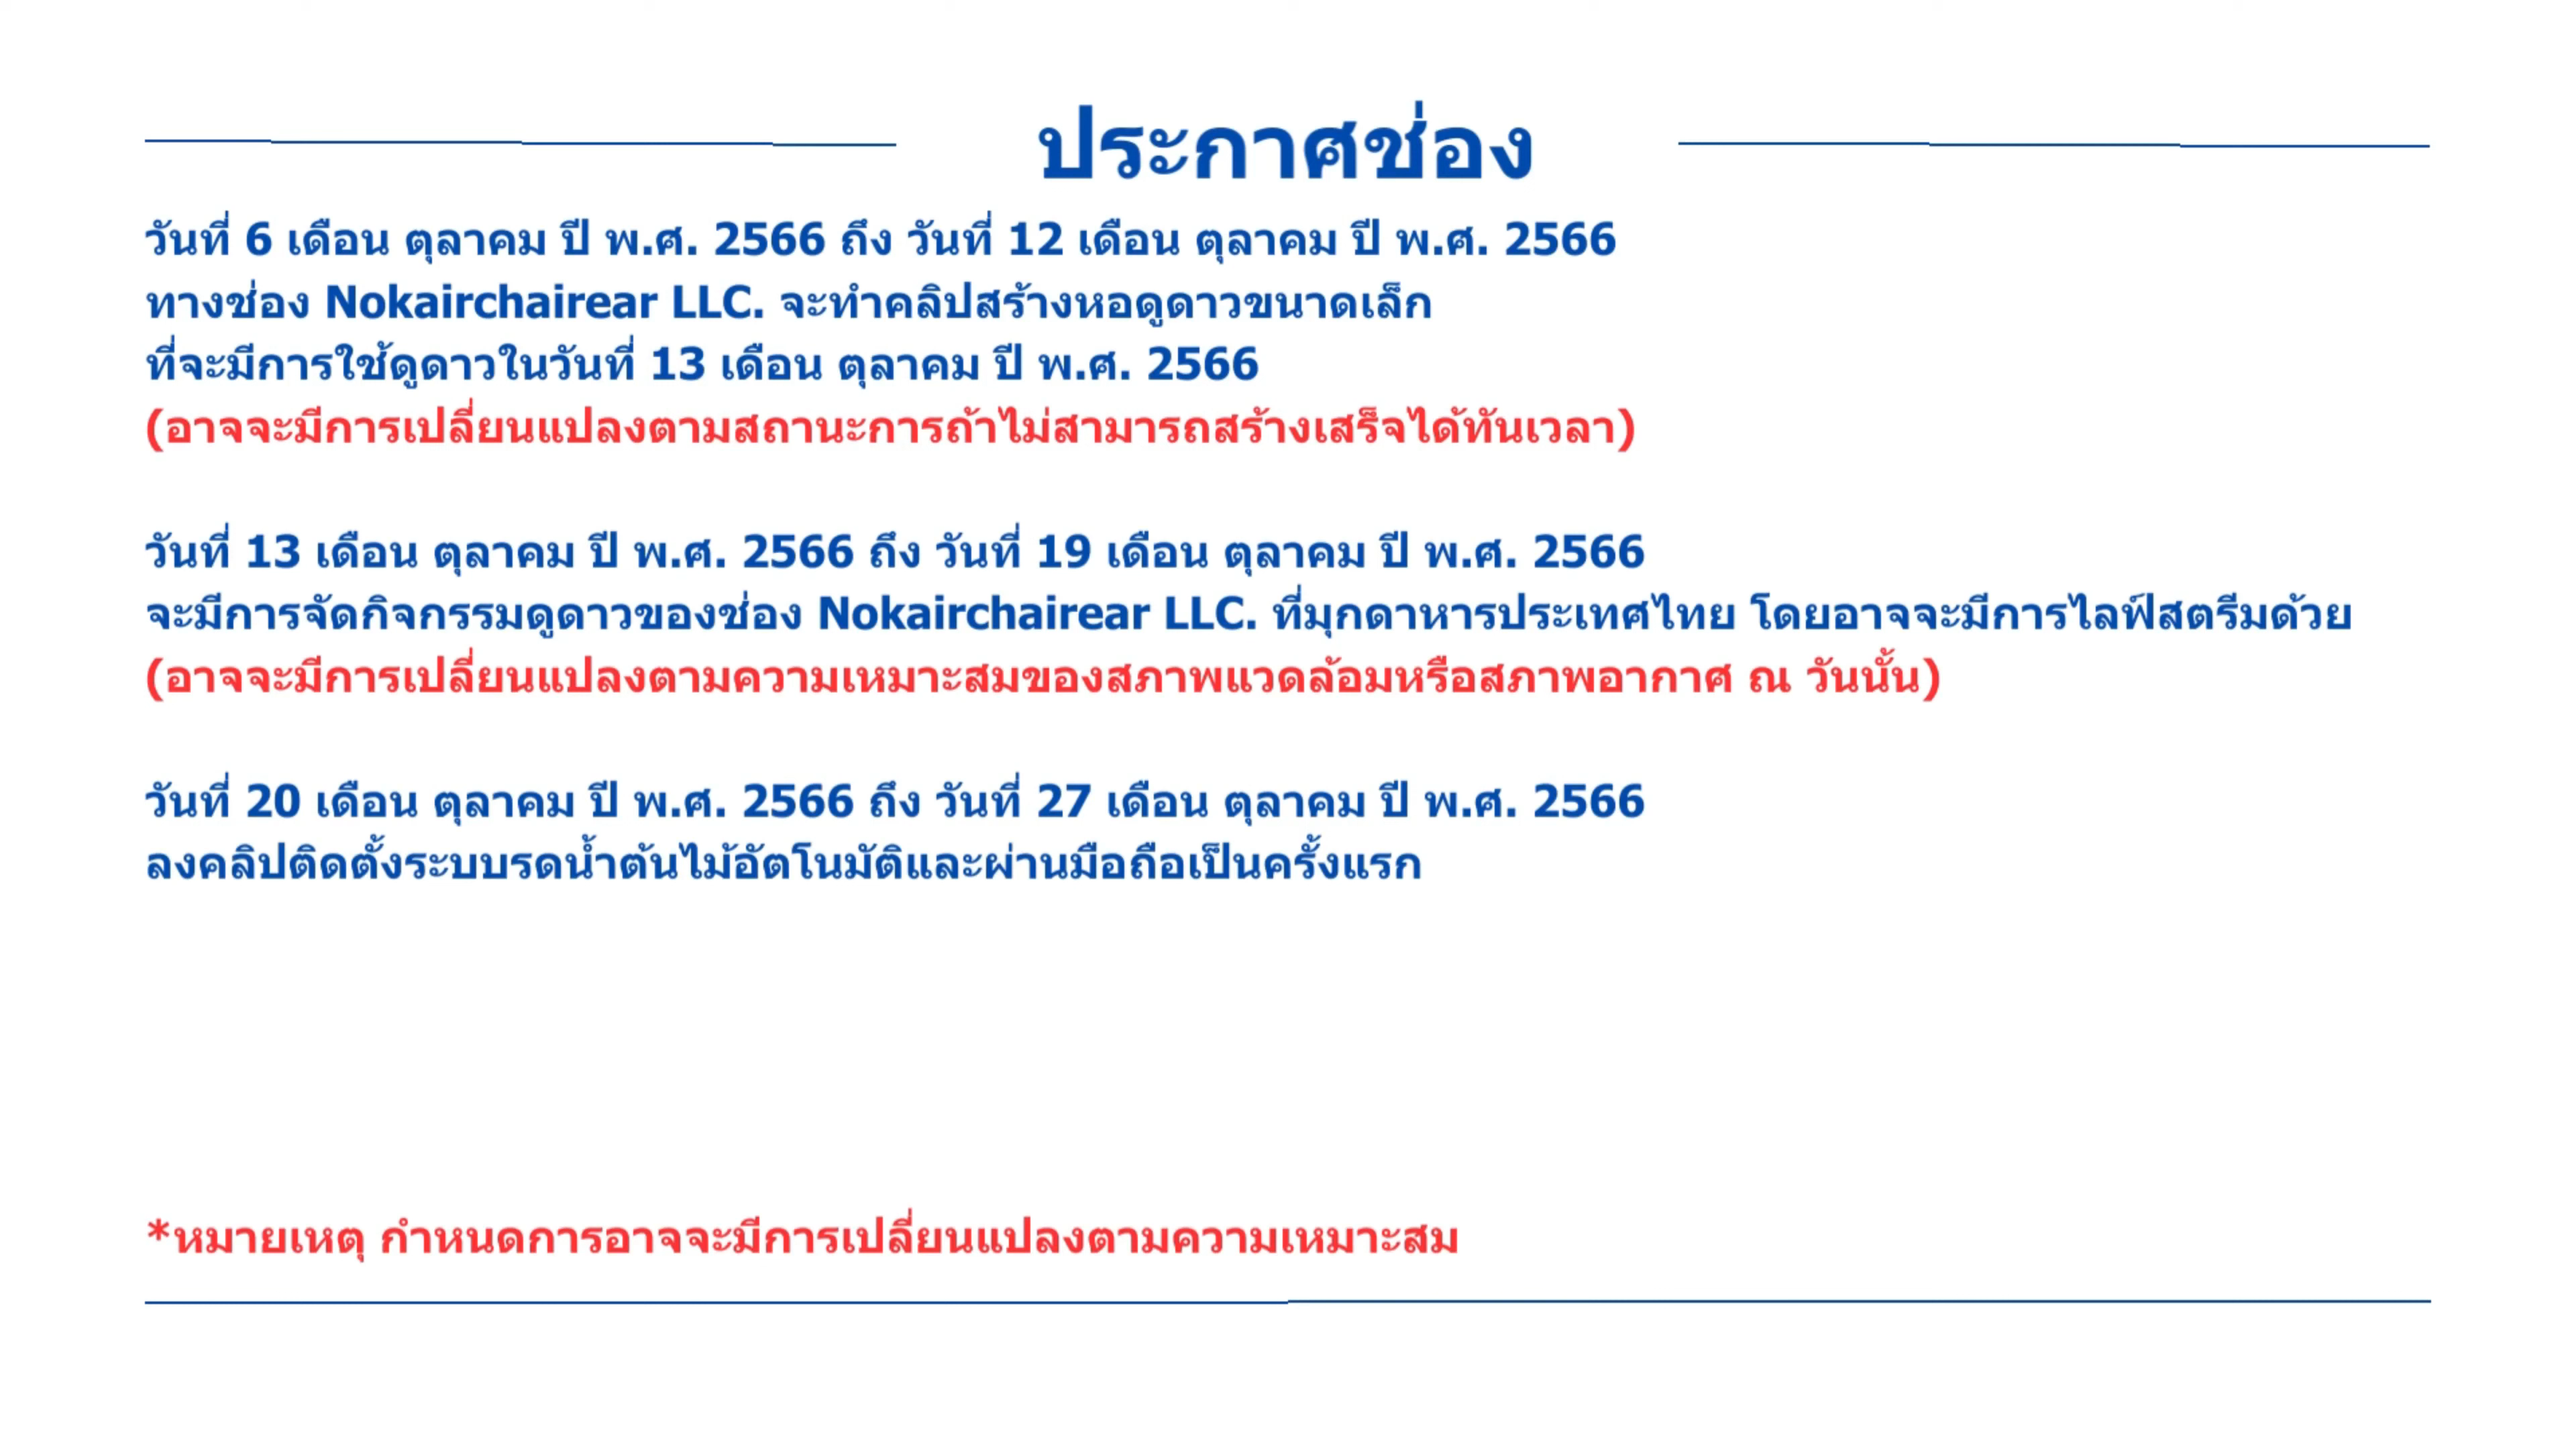 ประกาศช่อง
วันที่ 6 เดือน ตุลาคม ปี พ.ศ. 2566 ถึง วันที่ 12 เดือน ตุลาคม ปี พ.ศ. 2566
ทางช่อง Nokairchairear LLC. จะทำคลิปสร้างหอดูดาวขนาดเล็ก
ที่จะมีการใช้ดูดาวในวันที่ 13 เดือน ตุลาคม ปี พ.ศ. 2566
(อาจจะมีการเปลี่ยนแปลงตามสถานะการถ้าไม่สามารถสร้างเสร็จได้ทันเวลา)
วันที่ 13 เดือน ตุลาคม ปี พ.ศ. 2566 ถึง วันที่ 19 เดือน ตุลาคม ปี พ.ศ. 2566
จะมีการจัดกิจกรรมดูดาวของช่อง Nokairchairear LLC. ที่มุกดาหารประเทศไทย โดยอาจจะมีการไลฟ์สตรีมด้วย
(อาจจะมีการเปลี่ยนแปลงตามความเหมาะสมของสภาพแวดล้อมหรือสภาพอากาศ ณ วันนั้น)
วันที่ 20 เดือน ตุลาคม ปี พ.ศ. 2566 ถึง วันที่ 27 เดือน ตุลาคม ปี พ.ศ. 2566
ลงคลิปติดตั้งระบบรดน้ำต้นไม้อัตโนมัติและผ่านมือถือเป็นครั้งแรก
*หมายเหตุ กำหนดการอาจจะมีการเปลี่ยนแปลงตามความเหมาะสม